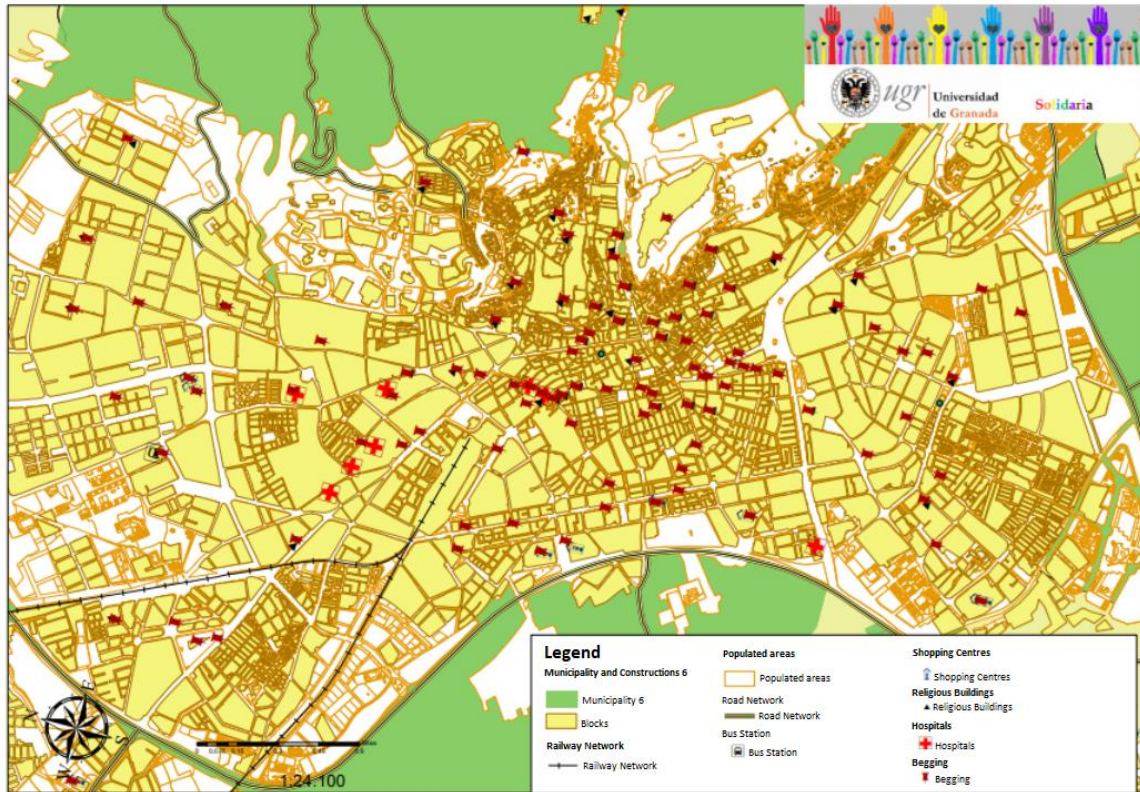 ugr
Universidad
de Granada
Solidaria
Legend
Municipality and Constructions 6
Municipality 6
Blocks
Railway Network
Railway Network
Populated areas
Populated areas
Road Network
Road Network
Bus Station
Bus Station
Shopping Centres
Shopping Centres
Religious Buildings
Religious Buildings
Hospitals
Hospitals
Begging
Begging
E
S
1:24.100